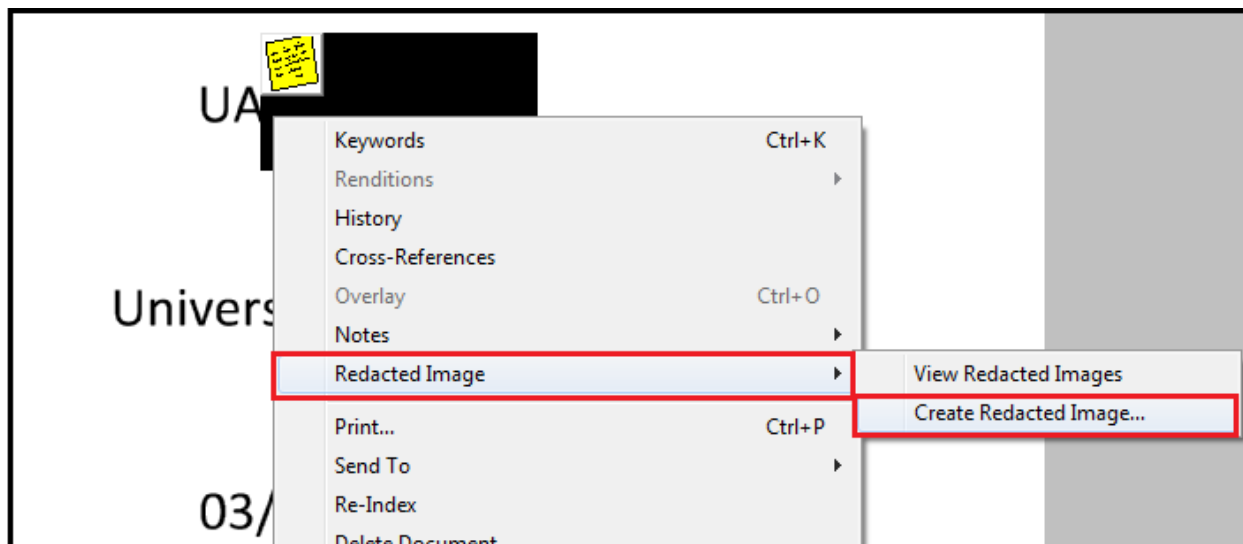 UA
Keywords Ctrl+K
Renditions
History
Cross-References
Univers
Overlay Ctrl+O
Notes
Redacted Image
View Redacted Images
Create Redacted Image...
Print... Ctrl+P
Send To
03/
Re-Index
Delete Document